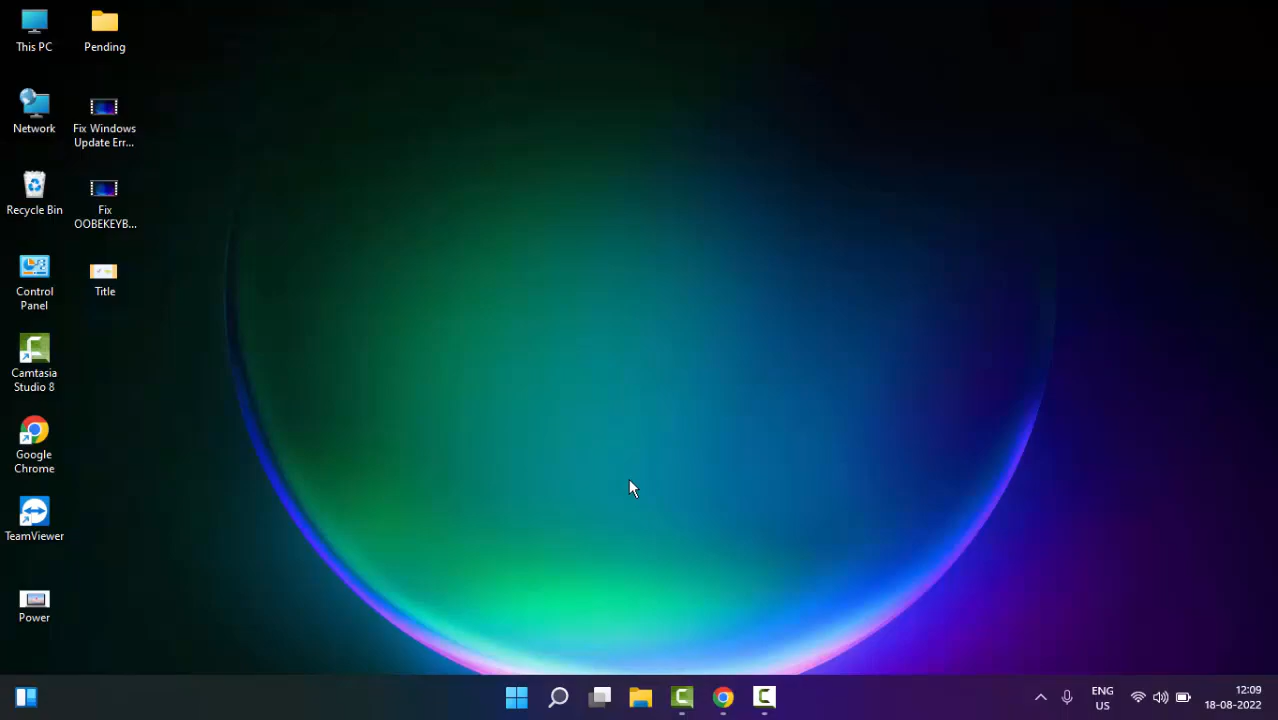 This PC
Pending
Network
Fix Windows
Update Err...
Recycle Bin
Fix
OOBEKEYB...
Control
Panel
Title
Camtasia
Studio 8
Google
Chrome
TeamViewer
Power
ENG
US
12:09
18-08-2022